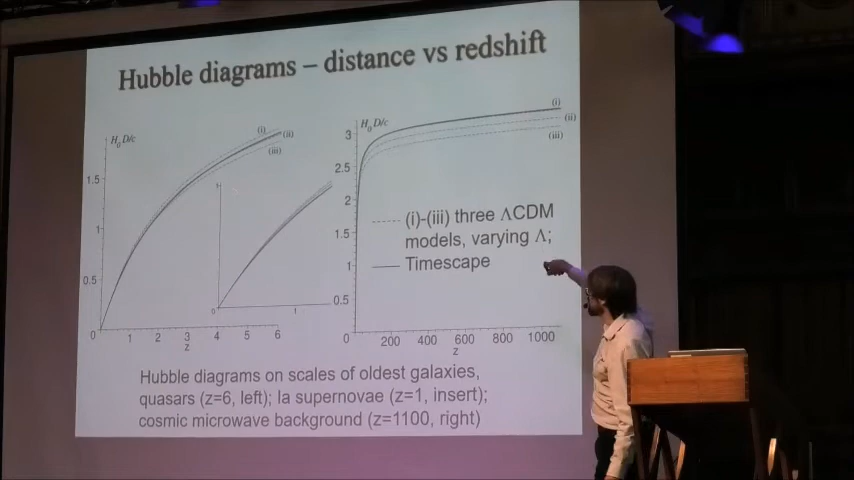 Hubble diagrams – distance vs redshift
H₀D/c
(i)
(ii)
(iii)
1.5
1
0.5
0
1 2 3 4 5 6
z
1
0
1
H₀D/c
(i)
(ii)
(iii)
3
2.5
2
1.5
1
0.5
0
200 400 600 800 1000
z
(i)-(iii) three ΛCDM
models, varying Λ;
Timescape
Hubble diagrams on scales of oldest galaxies,
quasars (z=6, left); Ia supernovae (z=1, insert);
cosmic microwave background (z=1100, right)